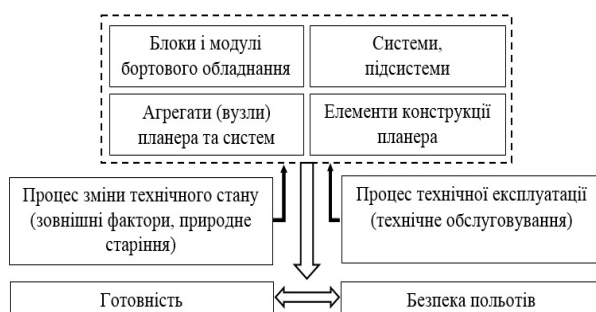 Блоки і модулі
бортового обладнання
Системи,
підсистеми
Агрегати (вузли)
планера та систем
Елементи конструкції
планера
Процес зміни технічного стану
(зовнішні фактори, природне
старіння)
Процес технічної експлуатації
(технічне обслуговування)
Готовність
Безпека польотів